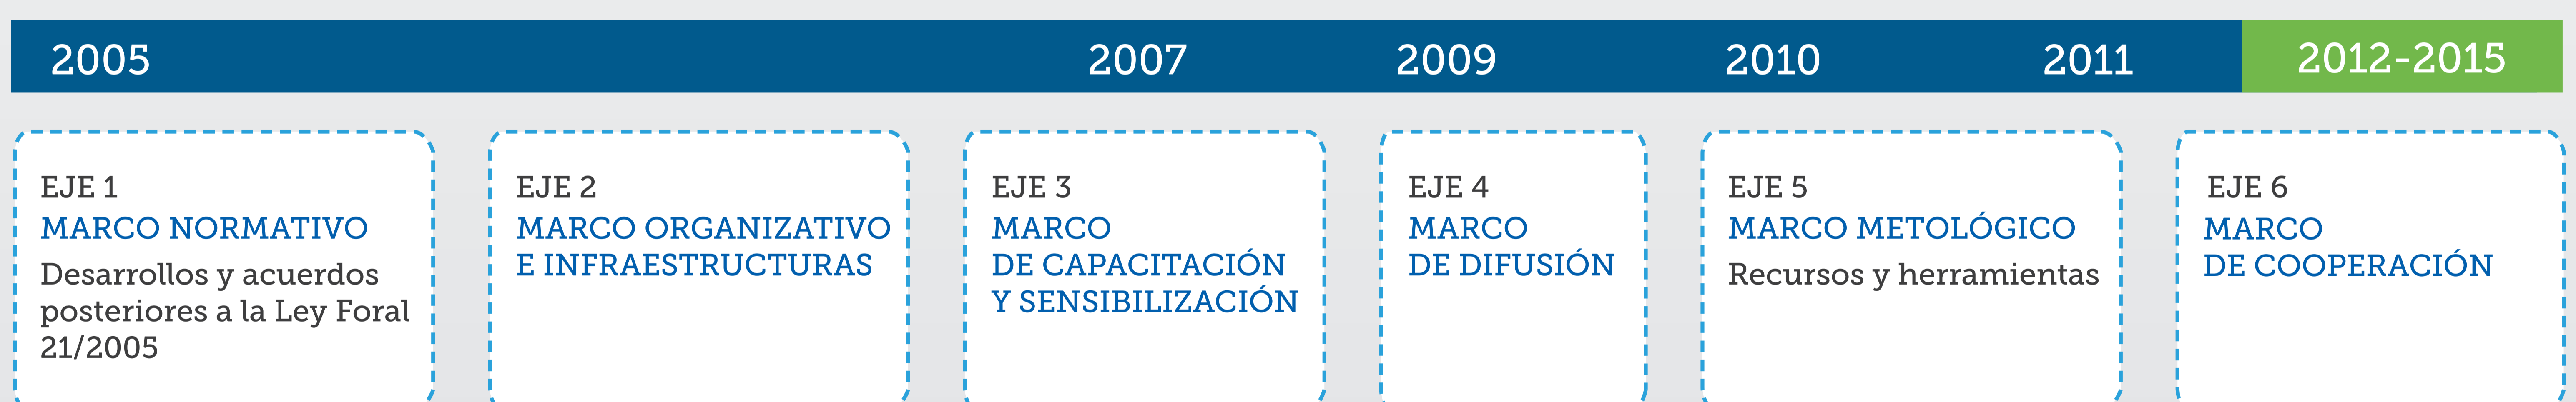 2005 2007 2009 2010 2011 2012-2015
EJE 1
MARCO NORMATIVO
Desarrollos y acuerdos
posteriores a la Ley Foral
21/2005
EJE 2
MARCO ORGANIZATIVO
E INFRAESTRUCTURAS
EJE 3
MARCO
DE CAPACITACIÓN
Y SENSIBILIZACIÓN
EJE 4
MARCO
DE DIFUSIÓN
EJE 5
MARCO METOLÓGICO
Recursos y herramientas
EJE 6
MARCO
DE COOPERACIÓN